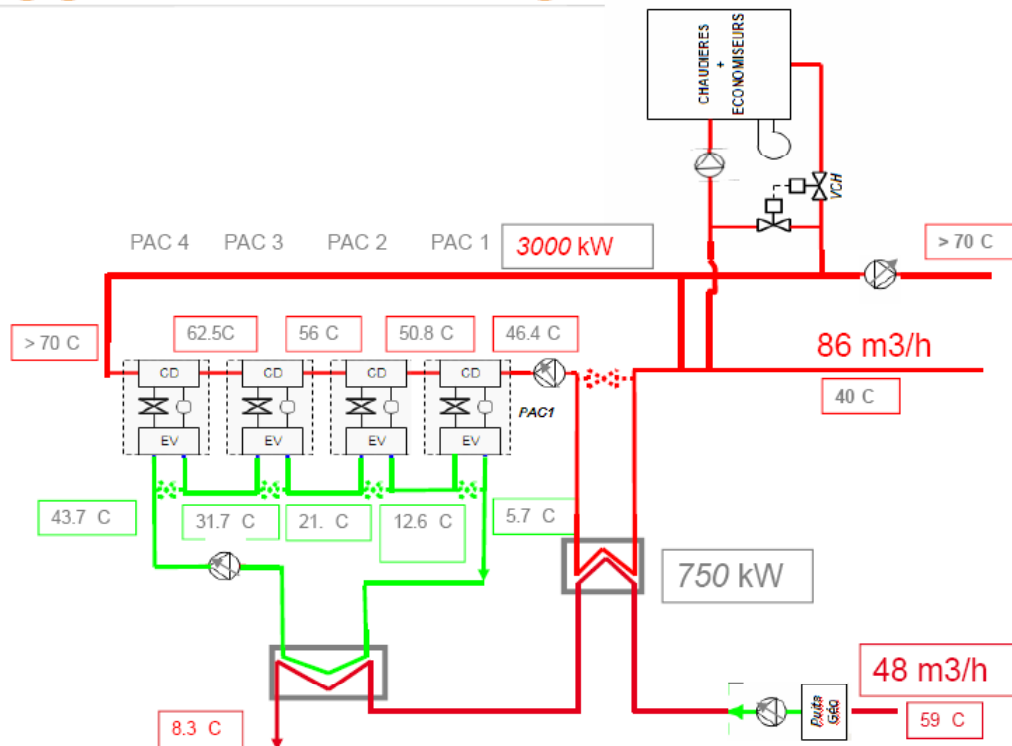 CHAUDIERES
+
ECONOMISEURS
VCH
PAC 4 PAC 3 PAC 2 PAC 1 3000 kW
> 70 C
> 70 C
62.5C
56 C
50.8 C
46.4 C
86 m3/h
40 C
CD
CD
CD
CD
PAC1
EV
EV
EV
EV
43.7 C
31.7 C
21. C
12.6 C
5.7 C
750 kW
48 m3/h
Puits
Géo
59 C
8.3 C